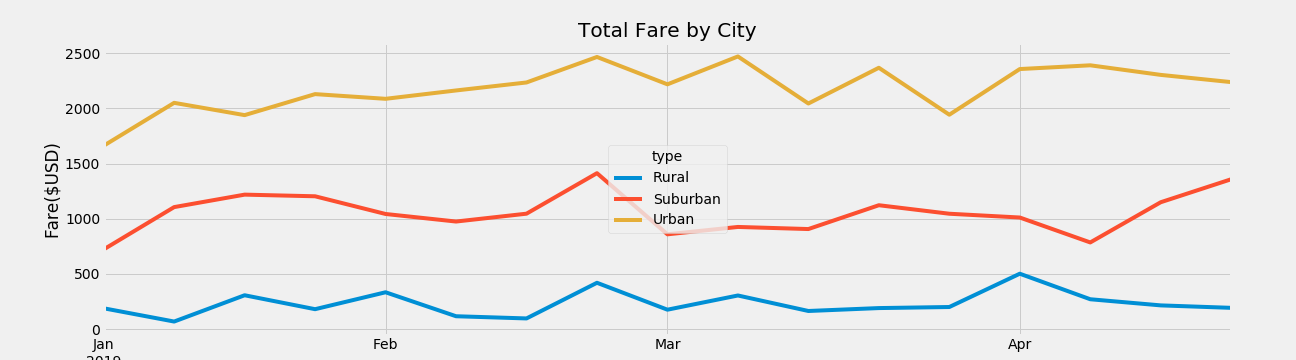 Total Fare by City
Fare($USD)
2500
2000
1500
1000
500
0
type
Rural
Suburban
Urban
Jan
2019
Feb
Mar
Apr